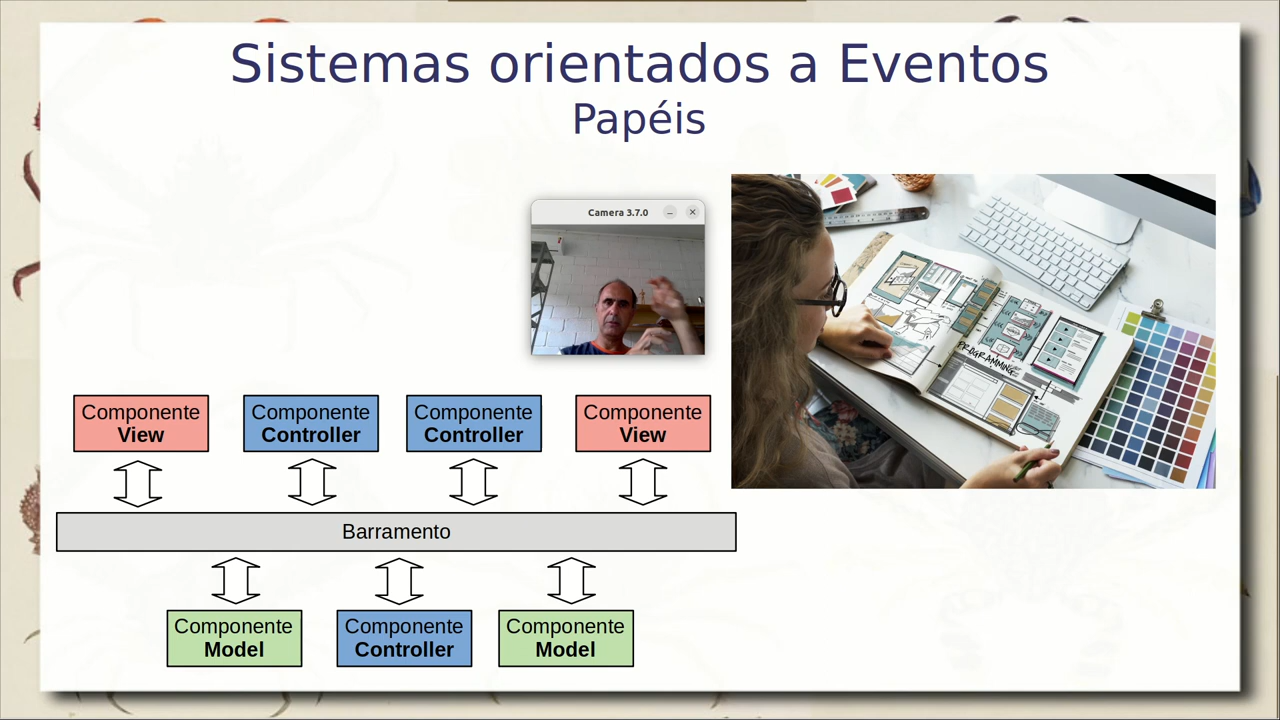 Sistemas orientados a Eventos
Papéis
Camera 3.7.0
PROGRAMMING
Componente
View
Componente
Controller
Componente
Controller
Componente
View
Barramento
Componente
Model
Componente
Controller
Componente
Model